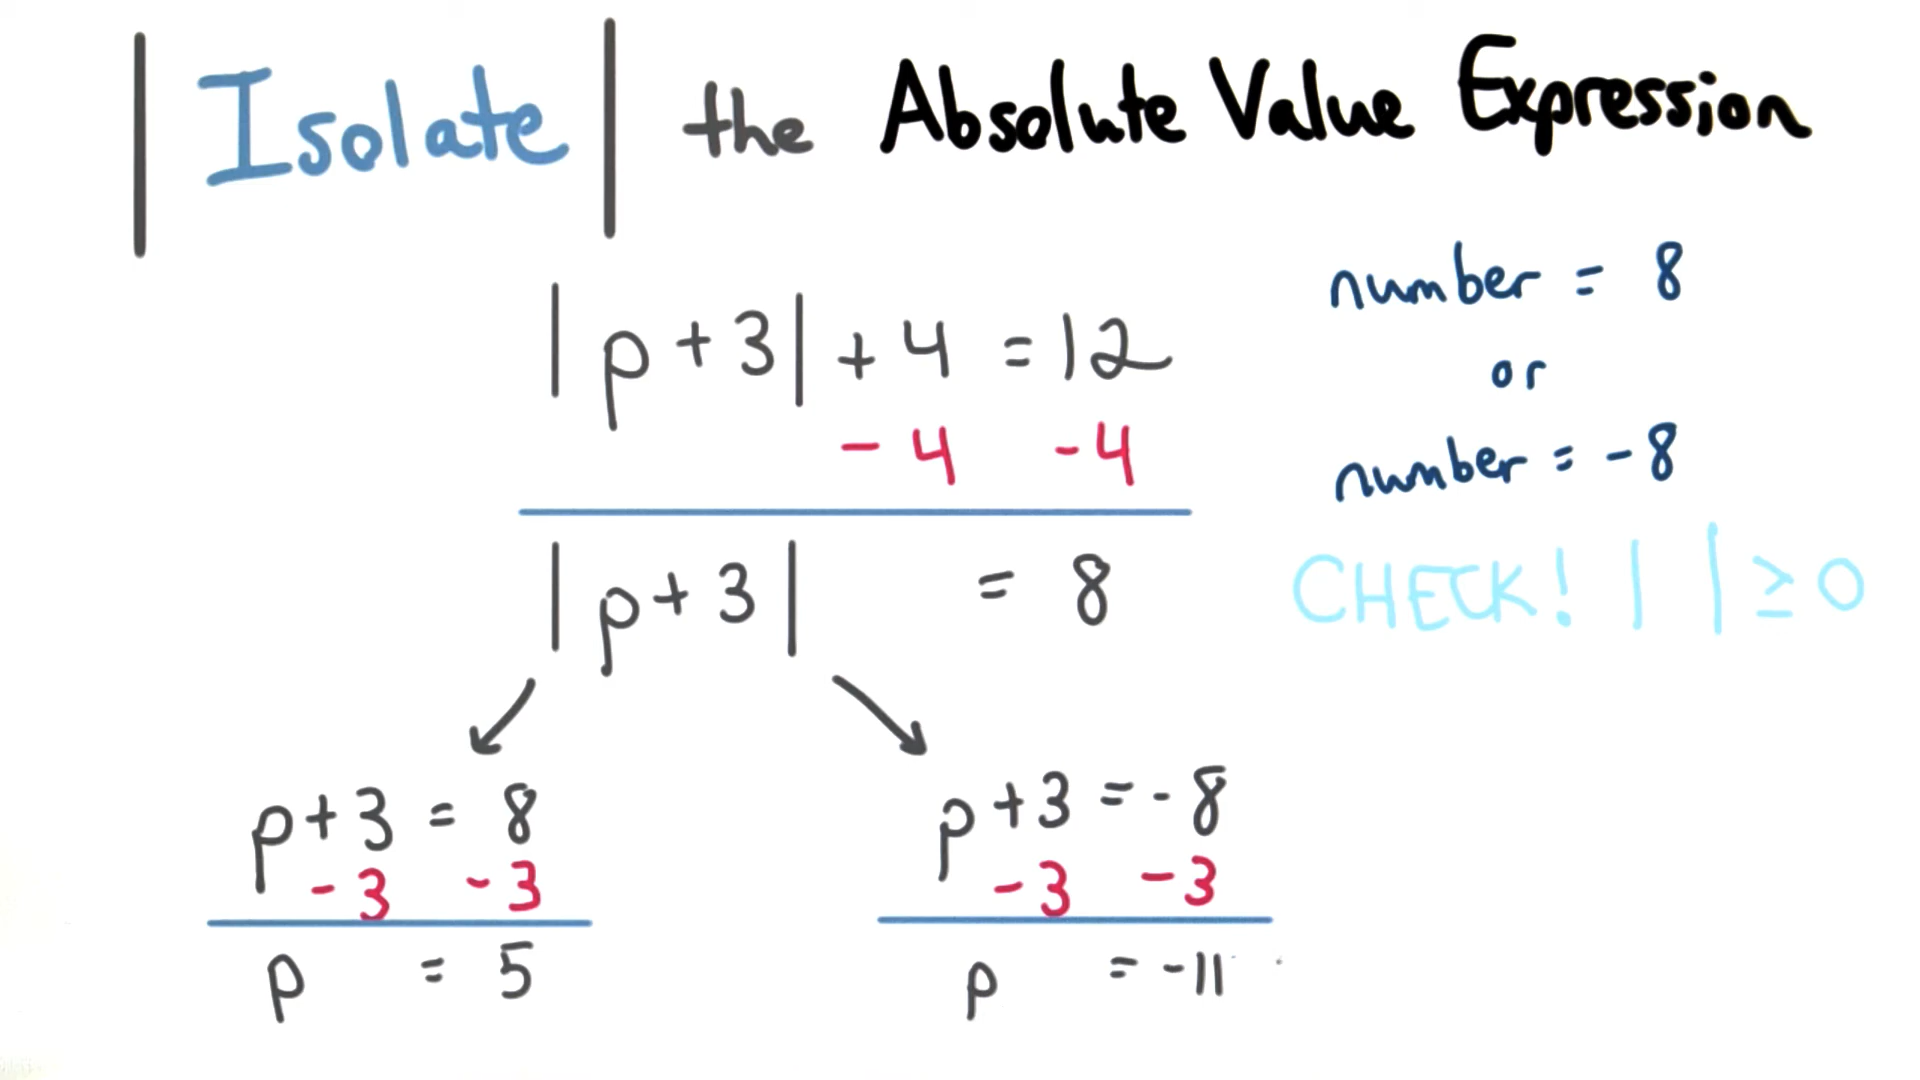 |Isolate| the Absolute Value Expression
|p+3|+4=12
-4 -4
|p+3| = 8
number = 8
or
number = -8
CHECK! | | ≥ 0
p+3 = 8
-3 -3
p = 5
p+3 = -8
-3 -3
p = -11